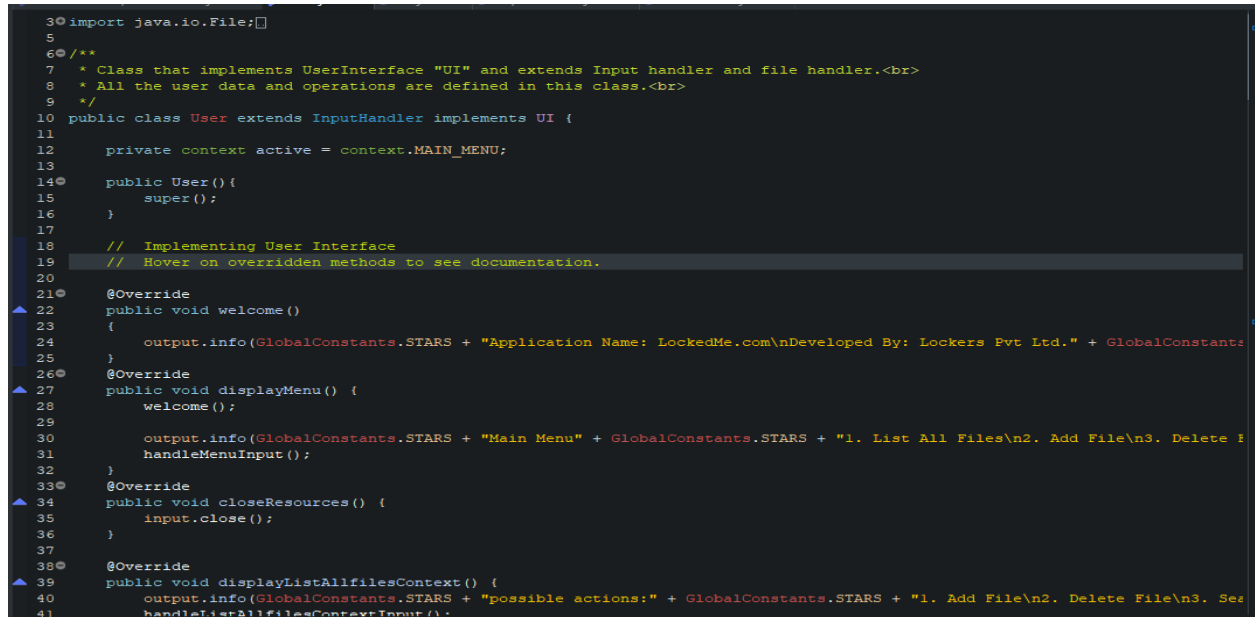 3 import java.io.File;
5
6 /**
7 * Class that implements UserInterface "UI" and extends Input handler and file handler.<br>
8 * All the user data and operations are defined in this class.<br>
9 */
10 public class User extends InputHandler implements UI {
11
12 private context active = context.MAIN_MENU;
13
14 public User(){
15 super();
16 }
17
18 // Implementing User Interface
19 // Hover on overridden methods to see documentation.
20
21 @Override
22 public void welcome()
23 {
24 output.info(GlobalConstants.STARS + "Application Name: LockedMe.com\nDeveloped By: Lockers Pvt Ltd." + GlobalConstants
25 }
26 @Override
27 public void displayMenu() {
28 welcome();
29
30 output.info(GlobalConstants.STARS + "Main Menu" + GlobalConstants.STARS + "1. List All Files\n2. Add File\n3. Delete
31 handleMenuInput();
32 }
33 @Override
34 public void closeResources() {
35 input.close();
36 }
37
38 @Override
39 public void displayListAllfilesContext() {
40 output.info(GlobalConstants.STARS + "possible actions:" + GlobalConstants.STARS + "1. Add File\n2. Delete File\n3. Sea
41 handleListAllfilesContextInput();